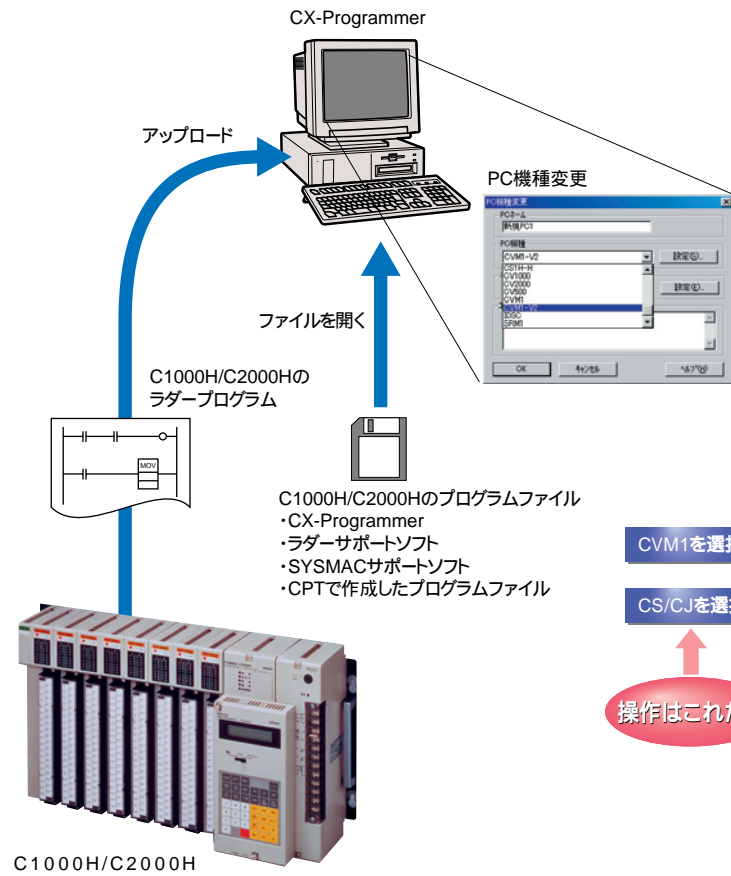 CX-Programmer
アップロード
PC機種変更
PC機種変更
PCネーム
新規PC1
PC機種
CVM1-V2
設定(S)...
CS1H-H
CV1000
CV2000
CV500
CVM1
CVM1-V2
IDSC
SRM1
設定(E)...
OK
キャンセル
ヘルプ(H)
ファイルを開く
C1000H/C2000Hの
ラダープログラム
MOV
C1000H/C2000Hのプログラムファイル
・CX-Programmer
・ラダーサポートソフト
・SYSMACサポートソフト
・CPTで作成したプログラムファイル
CVM1を選
CS/CJを選
操作はこれ
C1000H/C2000H